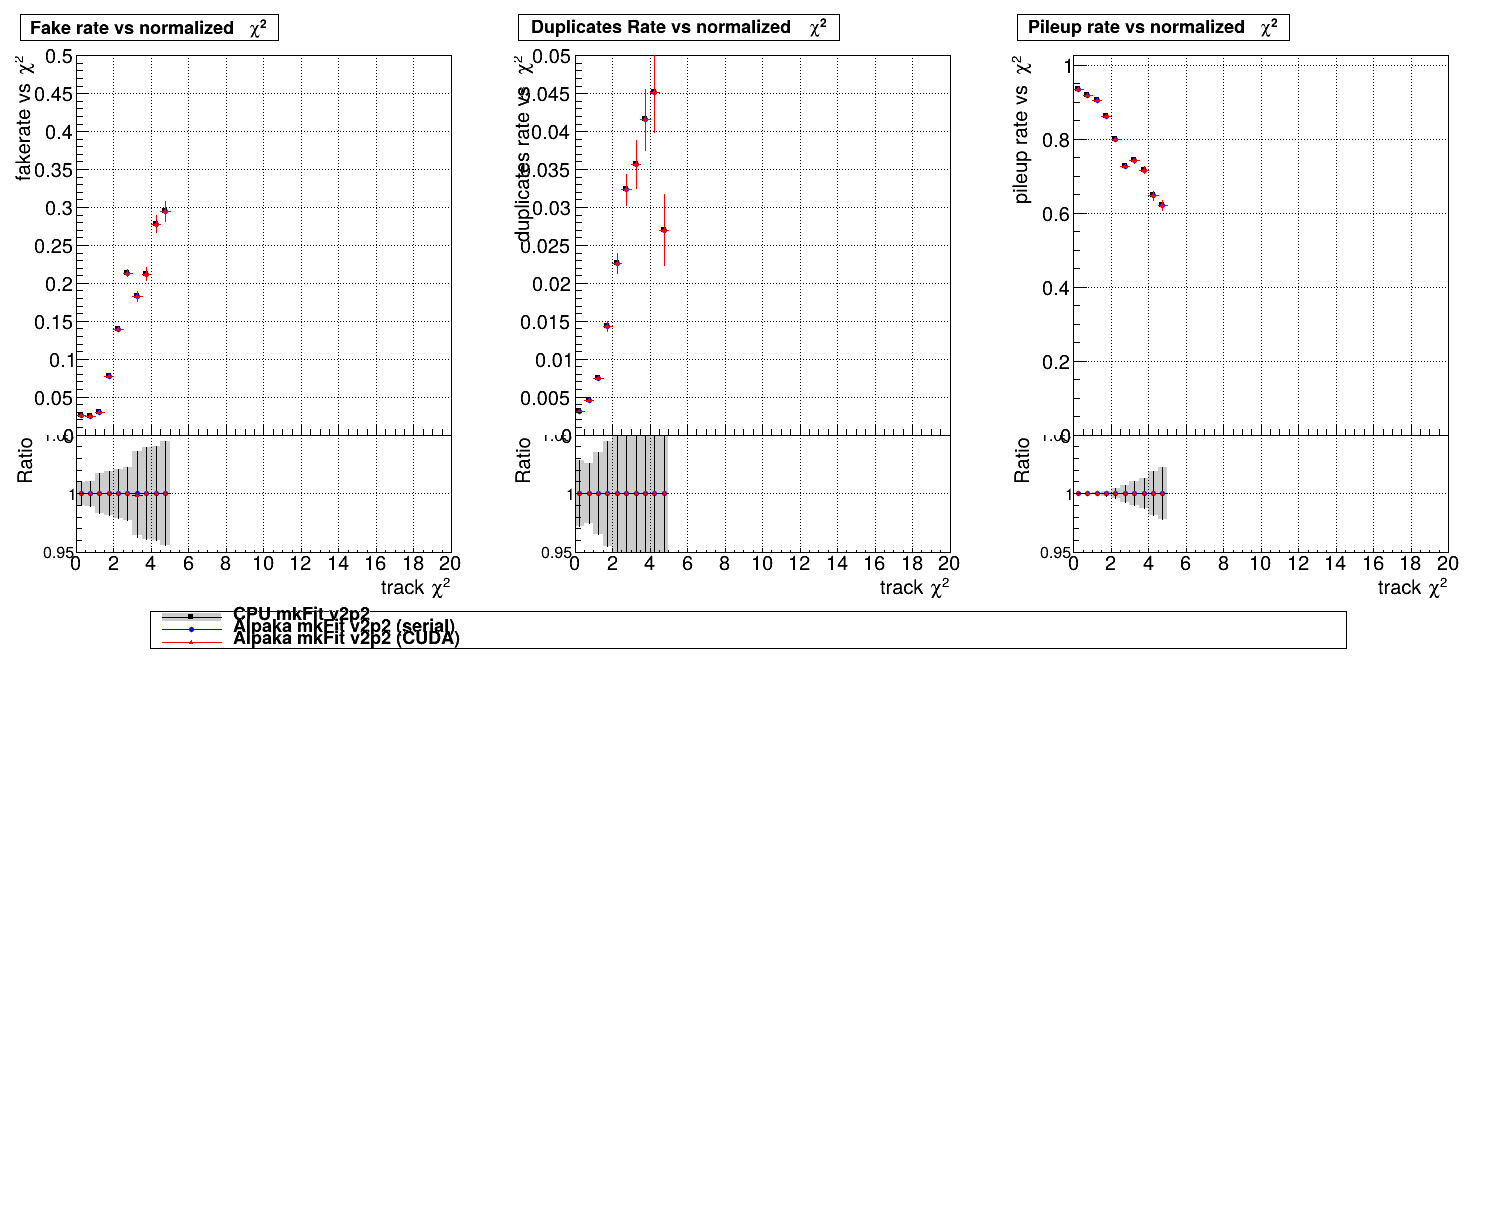 Fake rate vs normalized χ²
fakerate vs χ²
0.5
0.45
0.4
0.35
0.3
0.25
0.2
0.15
0.1
0.05
0
Ratio
1
0.95
0 2 4 6 8 10 12 14 16 18 20
track χ²
Duplicates Rate vs normalized χ²
duplicates rate vs χ²
0.05
0.045
0.04
0.035
0.03
0.025
0.02
0.015
0.01
0.005
0
Ratio
1
0.95
0 2 4 6 8 10 12 14 16 18 20
track χ²
Pileup rate vs normalized χ²
pileup rate vs χ²
1
0.8
0.6
0.4
0.2
0
Ratio
1
0.95
0 2 4 6 8 10 12 14 16 18 20
track χ²
CPU mkFit v2p2
Alpaka mkFit v2p2 (serial)
Alpaka mkFit v2p2 (CUDA)